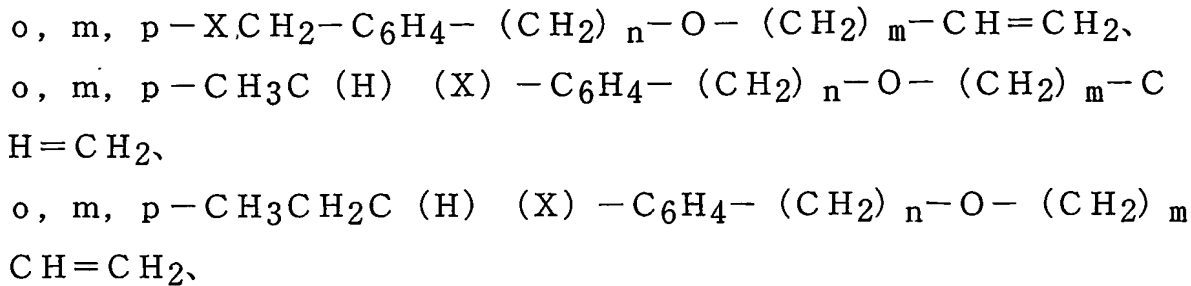 o, m, p-XCH2-C6H4-(CH2)n-O-(CH2)m-CH=CH2、
o, m, p-CH3C(H)(X)-C6H4-(CH2)n-O-(CH2)m-C
H=CH2、
o, m, p-CH3CH2C(H)(X)-C6H4-(CH2)n-O-(CH2)m
CH=CH2、